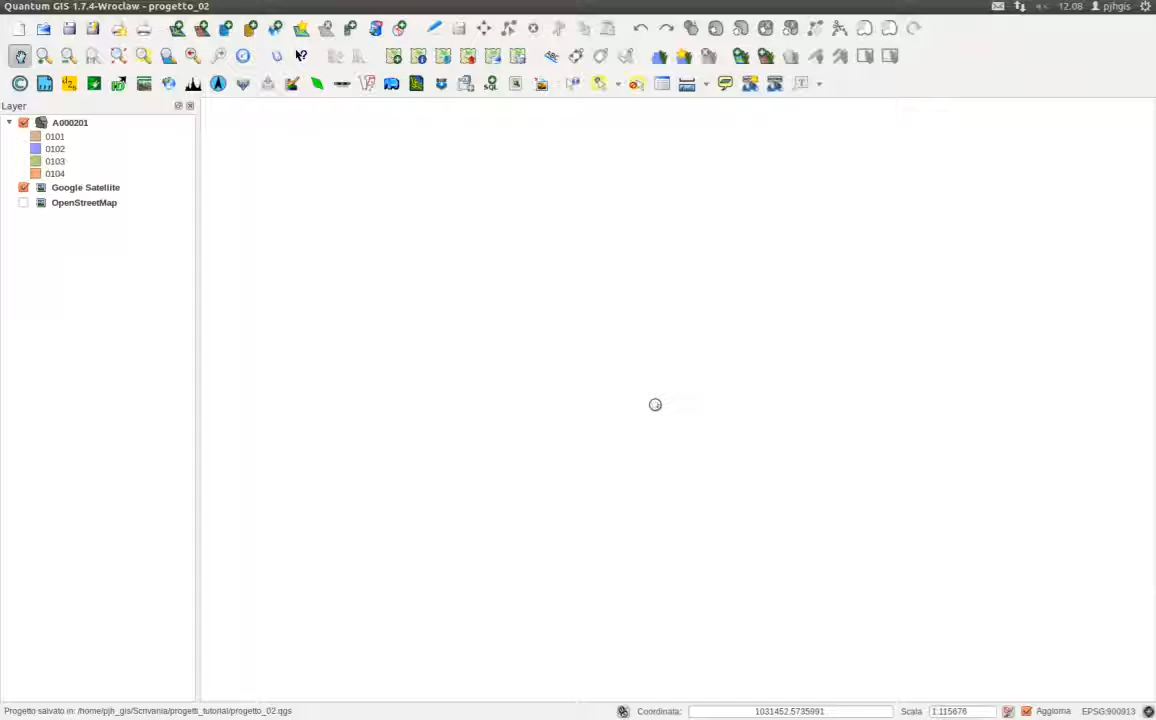 Quantum GIS 1.7.4-Wroclaw - progetto_02
12.08 pjhgis
Layer
A000201
0101
0102
0103
0104
Google Satellite
OpenStreetMap
Progetto salvato in: /home/pjh_gis/Scrivania/progetti_tutorial/progetto_02.qgs
Coordinata: 1031452,5735991 Scala 1:115676 Aggiorna EPSG:900913